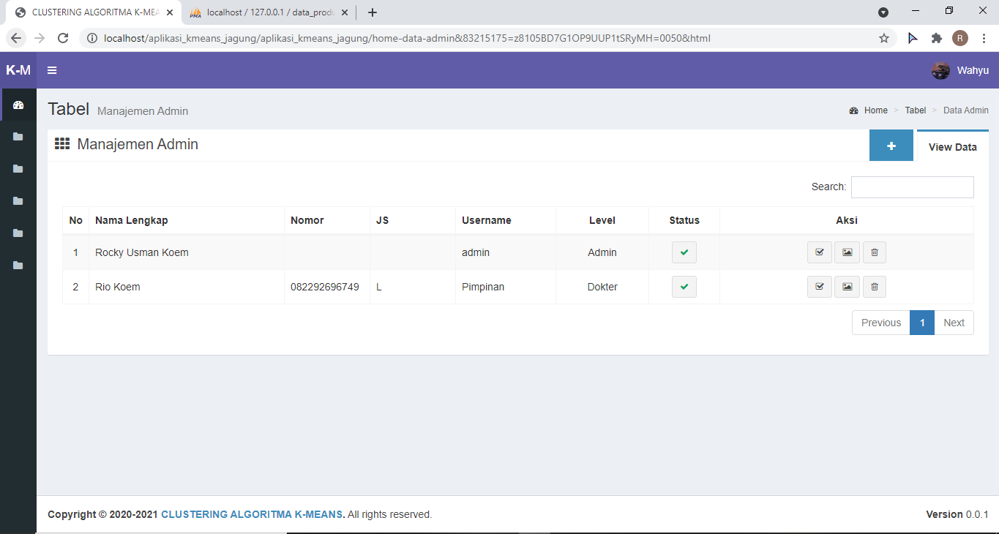 CLUSTERING ALGORITMA K-MEA
localhost / 127.0.0.1 / data_produ
localhost/aplikasi_kmeans_jagung/aplikasi_kmeans_jagung/home-data-admin&83215175=z8105BD7G1OP9UUP1tSRyMH=0050&html
R
K-M
Wahyu
Tabel Manajemen Admin
Home > Tabel > Data Admin
Manajemen Admin
+ View Data
Search:
No Nama Lengkap Nomor JS Username Level Status Aksi
1 Rocky Usman Koem admin Admin
2 Rio Koem 082292696749 L Pimpinan Dokter
Previous 1 Next
Copyright © 2020-2021 CLUSTERING ALGORITMA K-MEANS. All rights reserved.
Version 0.0.1